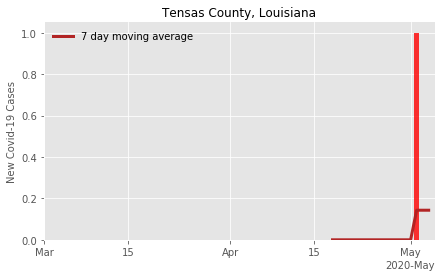 Tensas County, Louisiana
7 day moving average
New Covid-19 Cases
1.0
0.8
0.6
0.4
0.2
0.0
Mar 15 Apr 15 May
2020-May